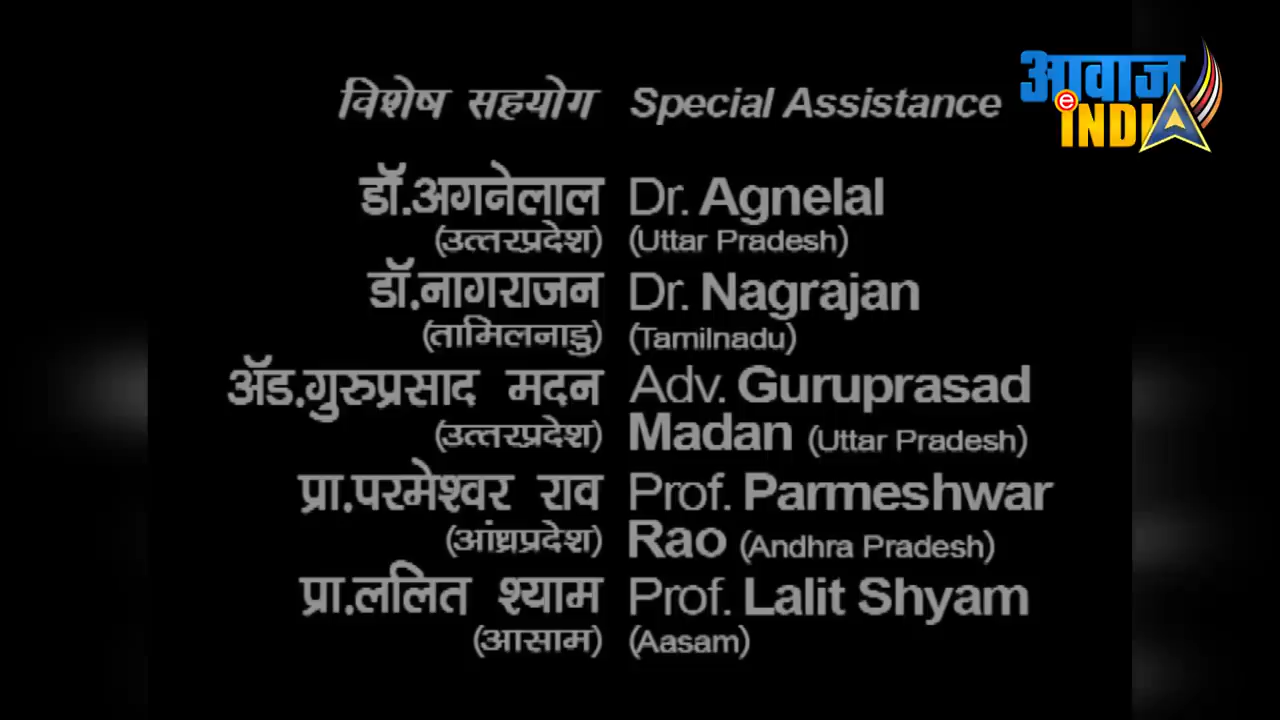 विशेष सहयोग Special Assistance
आवाज
e INDIA
डॉ.अगनेलाल Dr. Agnelal
(उत्तरप्रदेश) (Uttar Pradesh)
डॉ.नागराजन Dr. Nagrajan
(तामिलनाडु) (Tamilnadu)
ॲड.गुरुप्रसाद मदन Adv. Guruprasad
(उत्तरप्रदेश) Madan (Uttar Pradesh)
प्रा.परमेश्वर राव Prof. Parmeshwar
(आंध्रप्रदेश) Rao (Andhra Pradesh)
प्रा.ललित श्याम Prof. Lalit Shyam
(आसाम) (Aasam)